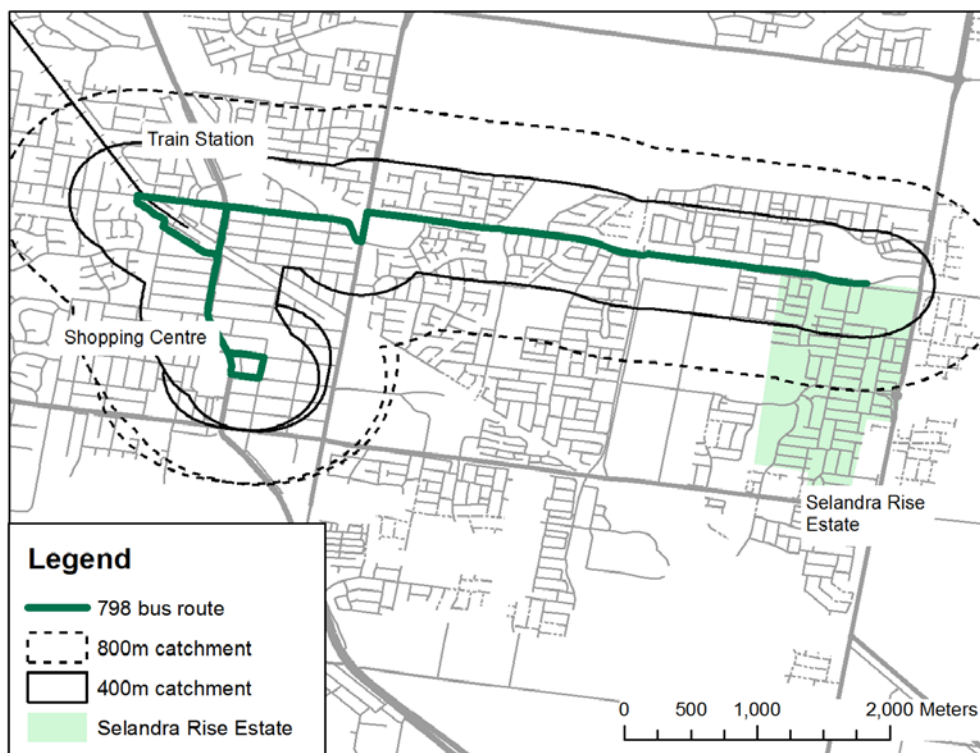 Train Station
Shopping Centre
Selandra Rise
Estate
Legend
798 bus route
800m catchment
400m catchment
Selandra Rise Estate
0 500 1,000 2,000 Meters